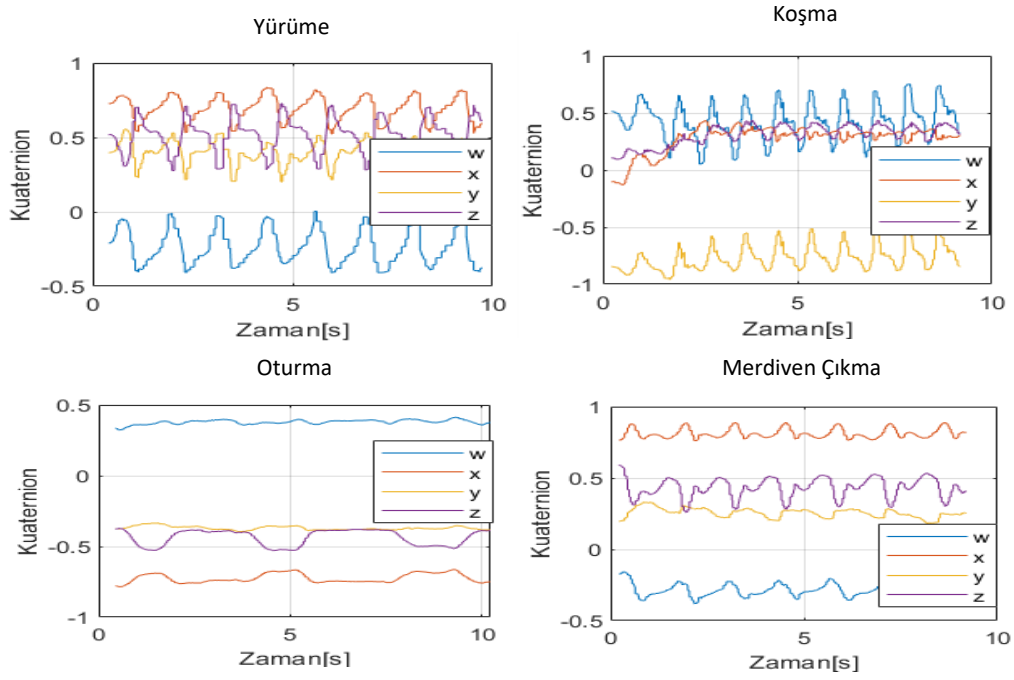 Yürüme
1
0.5
0
-0.5
Kuaternion
0
5
10
Zaman[s]
w
x
y
z
Koşma
1
0.5
0
-0.5
-1
Kuaternion
0
5
10
Zaman[s]
w
x
y
z
Oturma
0.5
0
-0.5
-1
Kuaternion
0
5
10
Zaman[s]
w
x
y
z
Merdiven Çıkma
1
0.5
0
-0.5
Kuaternion
0
5
10
Zaman[s]
w
x
y
z